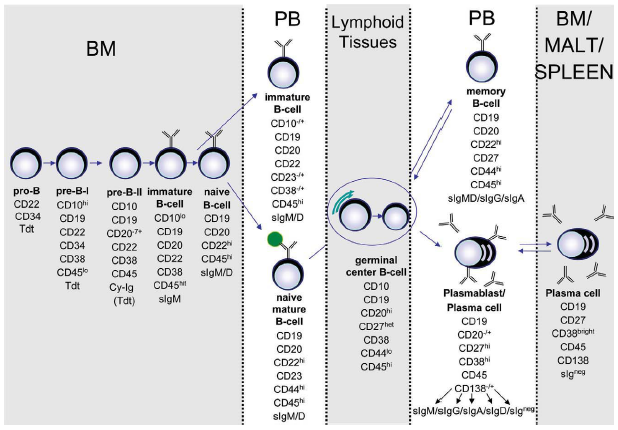 BM
PB
Lymphoid
Tissues
PB
BM/
MALT/
SPLEEN
pro-B
CD22
CD34
Tdt
pre-B-I
CD10hi
CD19
CD22
CD34
CD38
CD45lo
Tdt
pre-B-II
CD10
CD19
CD20-7+
CD22
CD38
CD45
Cy-Ig
(Tdt)
immature
B-cell
CD10lo
CD19
CD20
CD22
CD38
CD45hit
sIgM
naive
B-cell
CD19
CD20
CD22hi
CD45hi
sIgM/D
immature
B-cell
CD10-/+
CD19
CD20
CD22
CD23-/+
CD38-/+
CD45hi
sIgM/D
naive
mature
B-cell
CD19
CD20
CD22hi
CD23
CD44hi
CD45hi
sIgM/D
germinal
center B-cell
CD10
CD19
CD20hi
CD27het
CD38
CD44lo
CD45hi
memory
B-cell
CD19
CD20
CD22hi
CD27
CD44hi
CD45hi
sIgMD/sIgG/sIgA
Plasmablast/
Plasma cell
CD19
CD20-/+
CD27hi
CD38hi
CD45
CD138-/+
sIgM/sIgG/sIgA/sIgD/sIgneg
Plasma cell
CD19
CD27
CD38bright
CD45
CD138
sIgneg